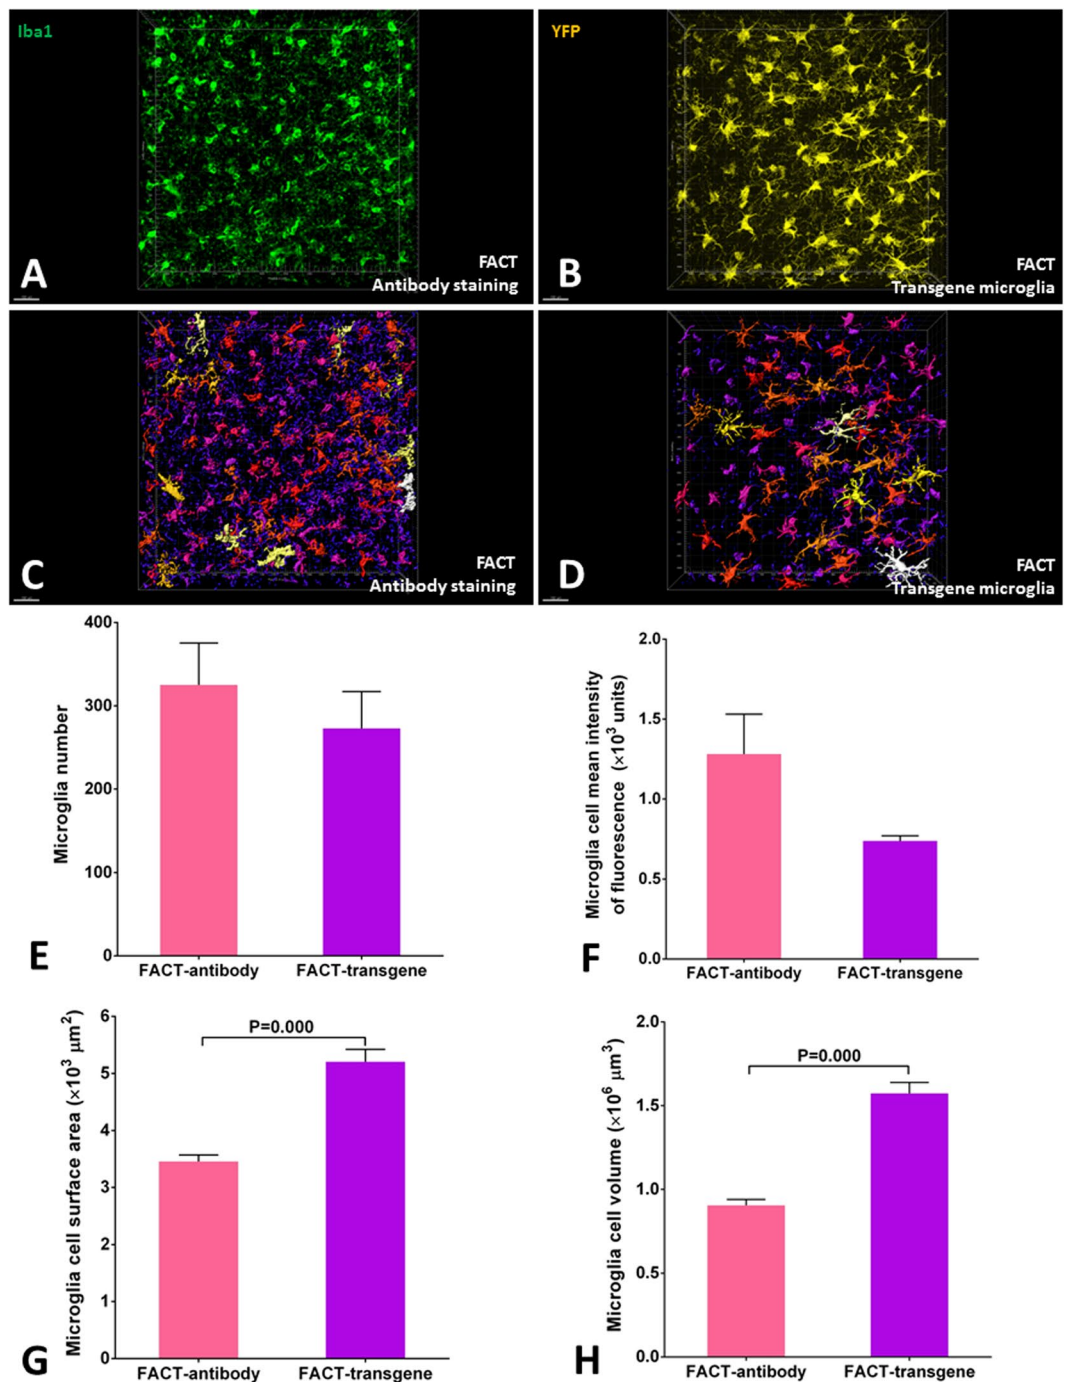 Iba1
A
FACT
Antibody staining
YFP
B
FACT
Transgene microglia
C
FACT
Antibody staining
D
FACT
Transgene microglia
400
300
200
100
0
Microglia number
FACT-antibody
FACT-transgene
E
2.0
1.5
1.0
0.5
0.0
Microglia cell mean intensity
of fluorescence (×10³ units)
FACT-antibody
FACT-transgene
F
6
5
4
3
2
1
0
Microglia cell surface area (×10³ μm²)
P=0.000
FACT-antibody
FACT-transgene
G
2.0
1.5
1.0
0.5
0.0
Microglia cell volume (×10⁶ μm³)
P=0.000
FACT-antibody
FACT-transgene
H